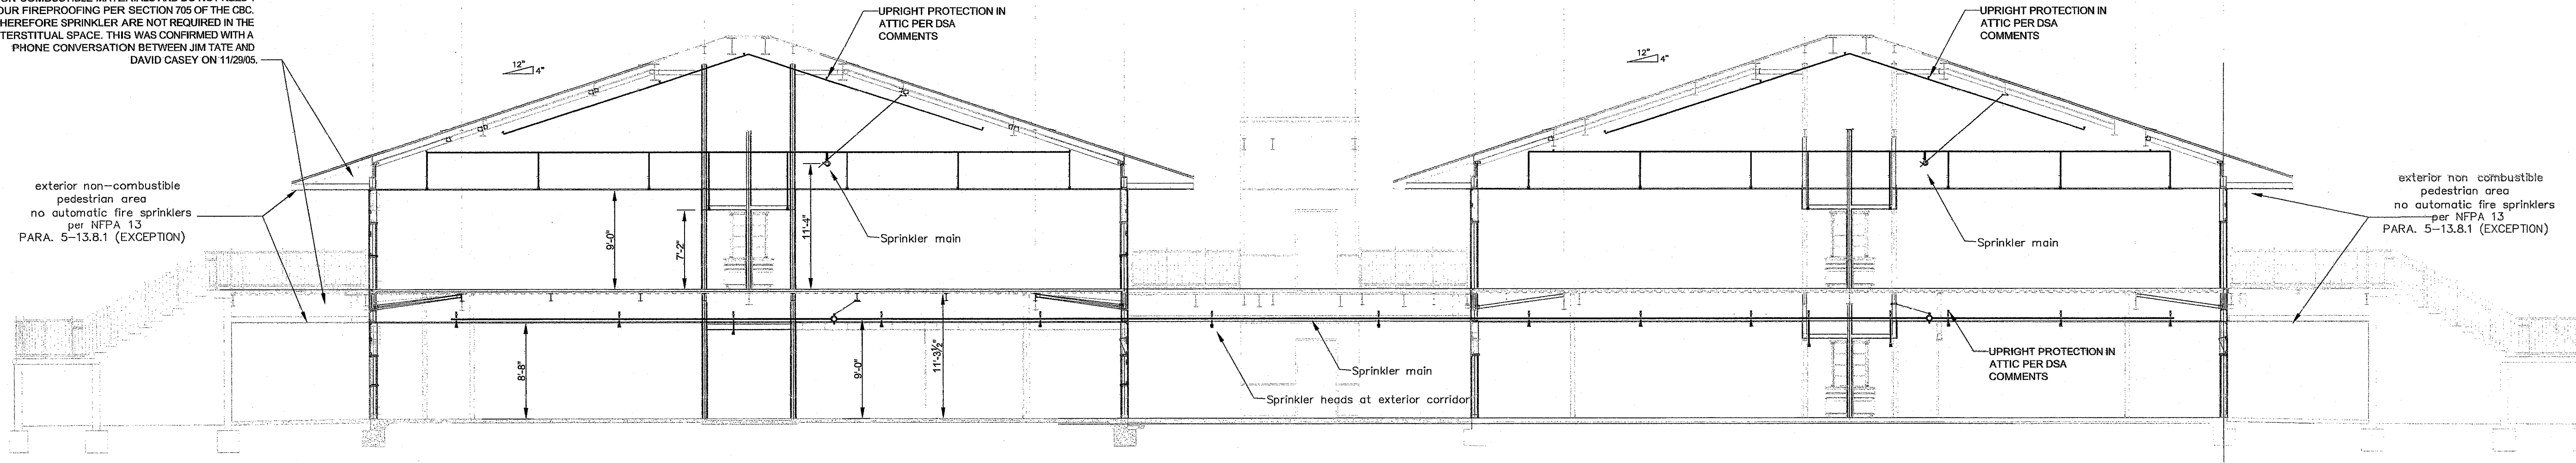 OUR FIREPROOFING PER SECTION 705 OF THE CBC.
HEREFORE SPRINKLER ARE NOT REQUIRED IN THE
TERSTITUAL SPACE. THIS WAS CONFIRMED WITH A
PHONE CONVERSATION BETWEEN JIM TATE AND
DAVID CASEY ON 11/29/05.
exterior non-combustible
pedestrian area
no automatic fire sprinklers
per NFPA 13
PARA. 5-13.8.1 (EXCEPTION)
12"
4"
UPRIGHT PROTECTION IN
ATTIC PER DSA
COMMENTS
9'-0"
7'-2"
11'-4"
Sprinkler main
8'-8"
9'-0"
11'-3½"
Sprinkler main
Sprinkler heads at exterior corridor
12"
4"
UPRIGHT PROTECTION IN
ATTIC PER DSA
COMMENTS
Sprinkler main
UPRIGHT PROTECTION IN
ATTIC PER DSA
COMMENTS
exterior non combustible
pedestrian area
no automatic fire sprinklers
per NFPA 13
PARA. 5-13.8.1 (EXCEPTION)